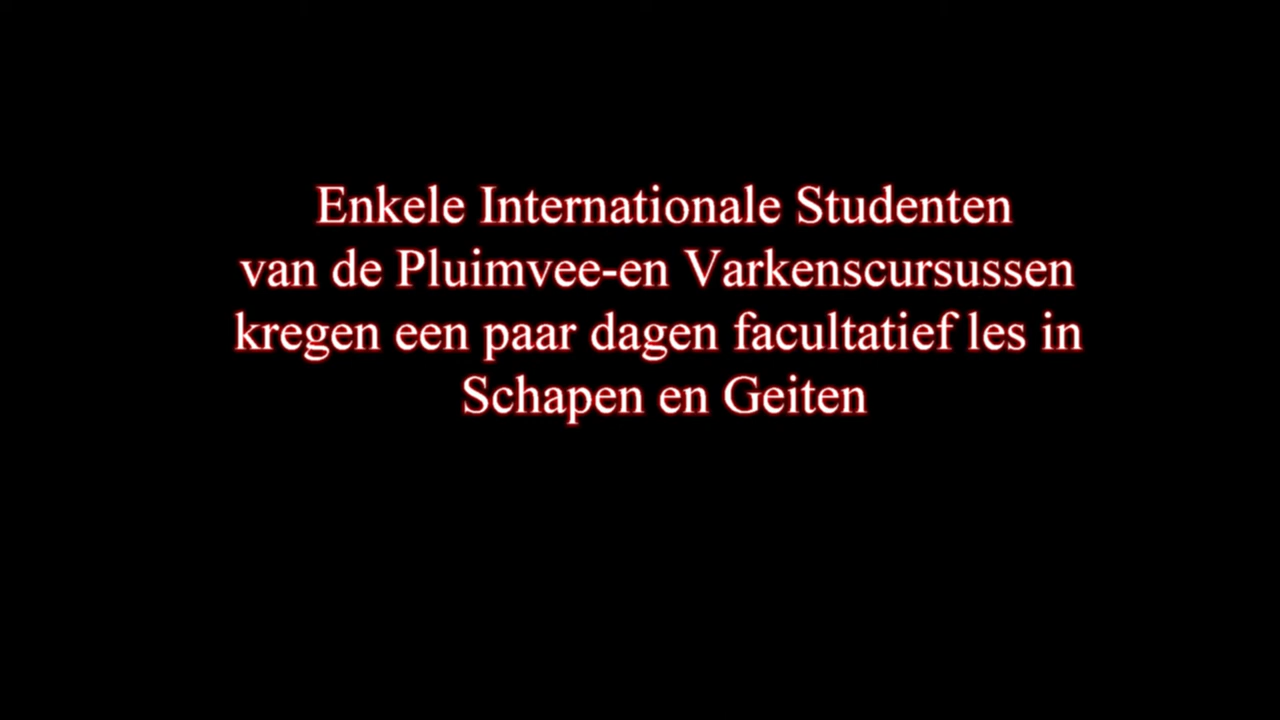 Enkele Internationale Studenten
van de Pluimvee-en Varkenscursussen
kregen een paar dagen facultatief les in
Schapen en Geiten